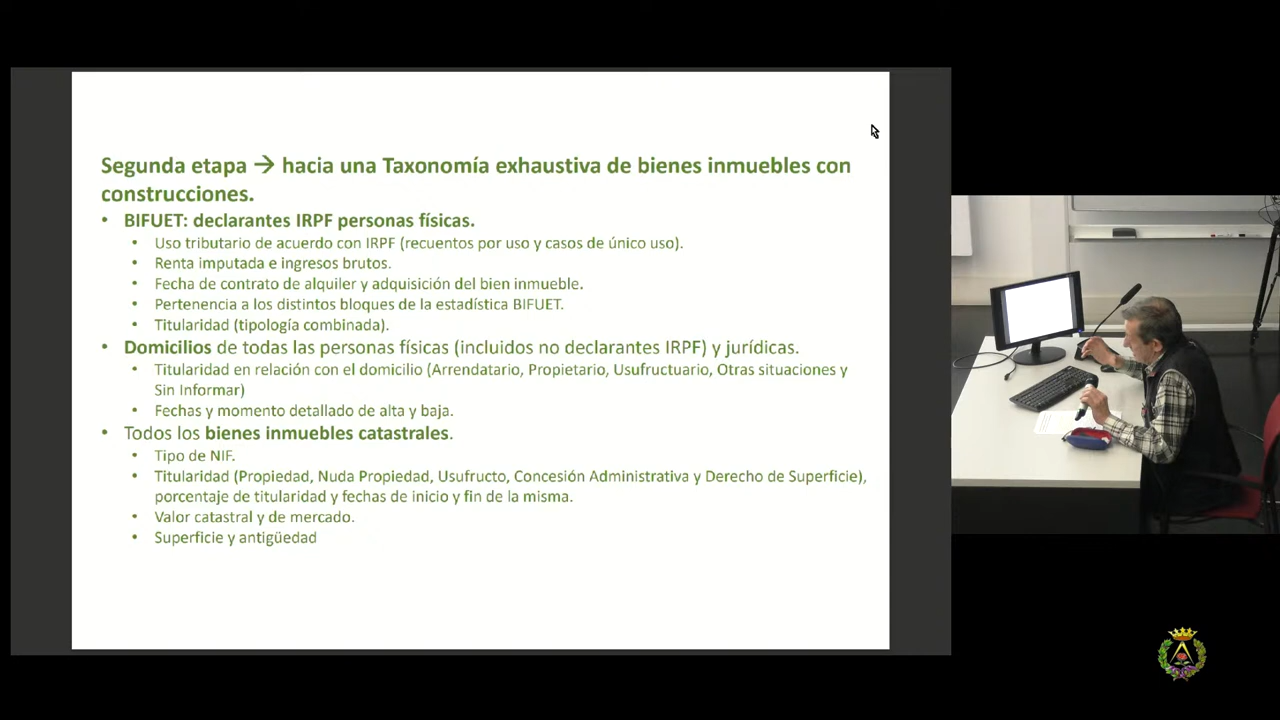 Segunda etapa → hacia una Taxonomía exhaustiva de bienes inmuebles con
construcciones.
• BIFUET: declarantes IRPF personas físicas.
• Uso tributario de acuerdo con IRPF (recuentos por uso y casos de único uso).
• Renta imputada e ingresos brutos.
• Fecha de contrato de alquiler y adquisición del bien inmueble.
• Pertenencia a los distintos bloques de la estadística BIFUET.
• Titularidad (tipología combinada).
• Domicilios de todas las personas físicas (incluidos no declarantes IRPF) y jurídicas.
• Titularidad en relación con el domicilio (Arrendatario, Propietario, Usufructuario, Otras situaciones y
Sin Informar)
• Fechas y momento detallado de alta y baja.
• Todos los bienes inmuebles catastrales.
• Tipo de NIF.
• Titularidad (Propiedad, Nuda Propiedad, Usufructo, Concesión Administrativa y Derecho de Superficie),
porcentaje de titularidad y fechas de inicio y fin de la misma.
• Valor catastral y de mercado.
• Superficie y antigüedad